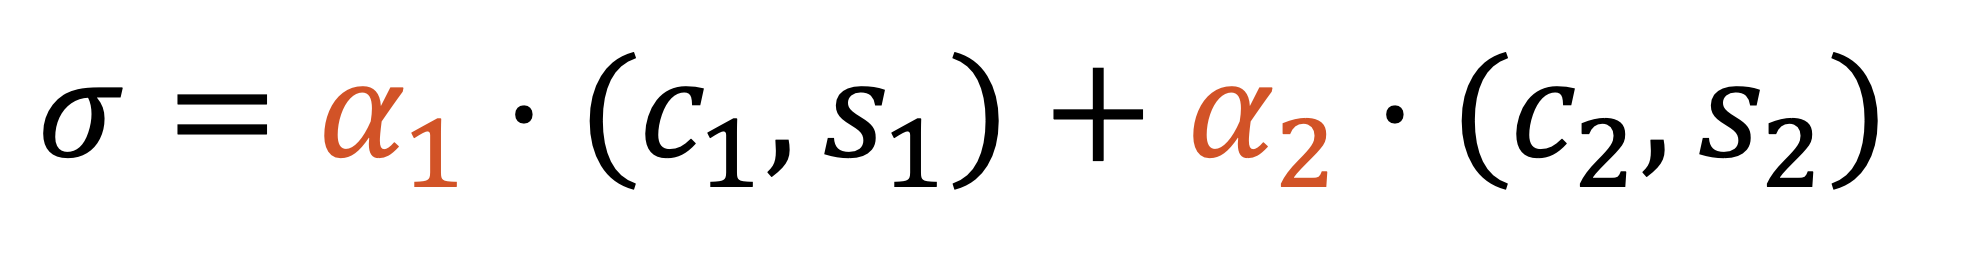 σ = α₁ · (c₁, s₁) + α₂ · (c₂, s₂)